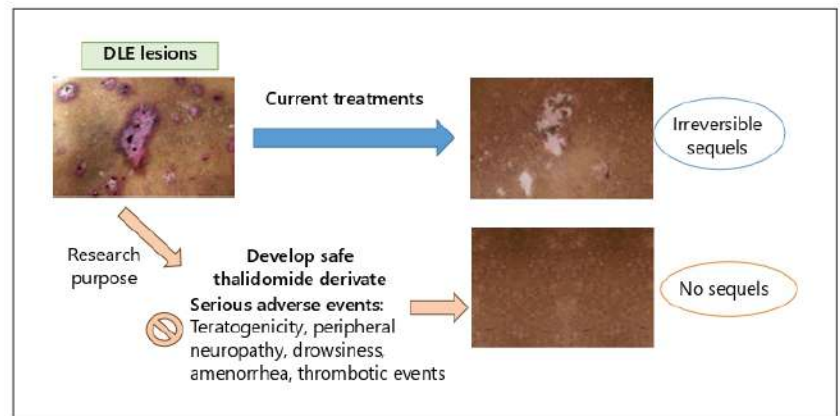 DLE lesions
Current treatments
Irreversible
sequels
Research
purpose
Develop safe
thalidomide derivate
Serious adverse events:
Teratogenicity, peripheral
neuropathy, drowsiness,
amenorrhea, thrombotic events
No sequels